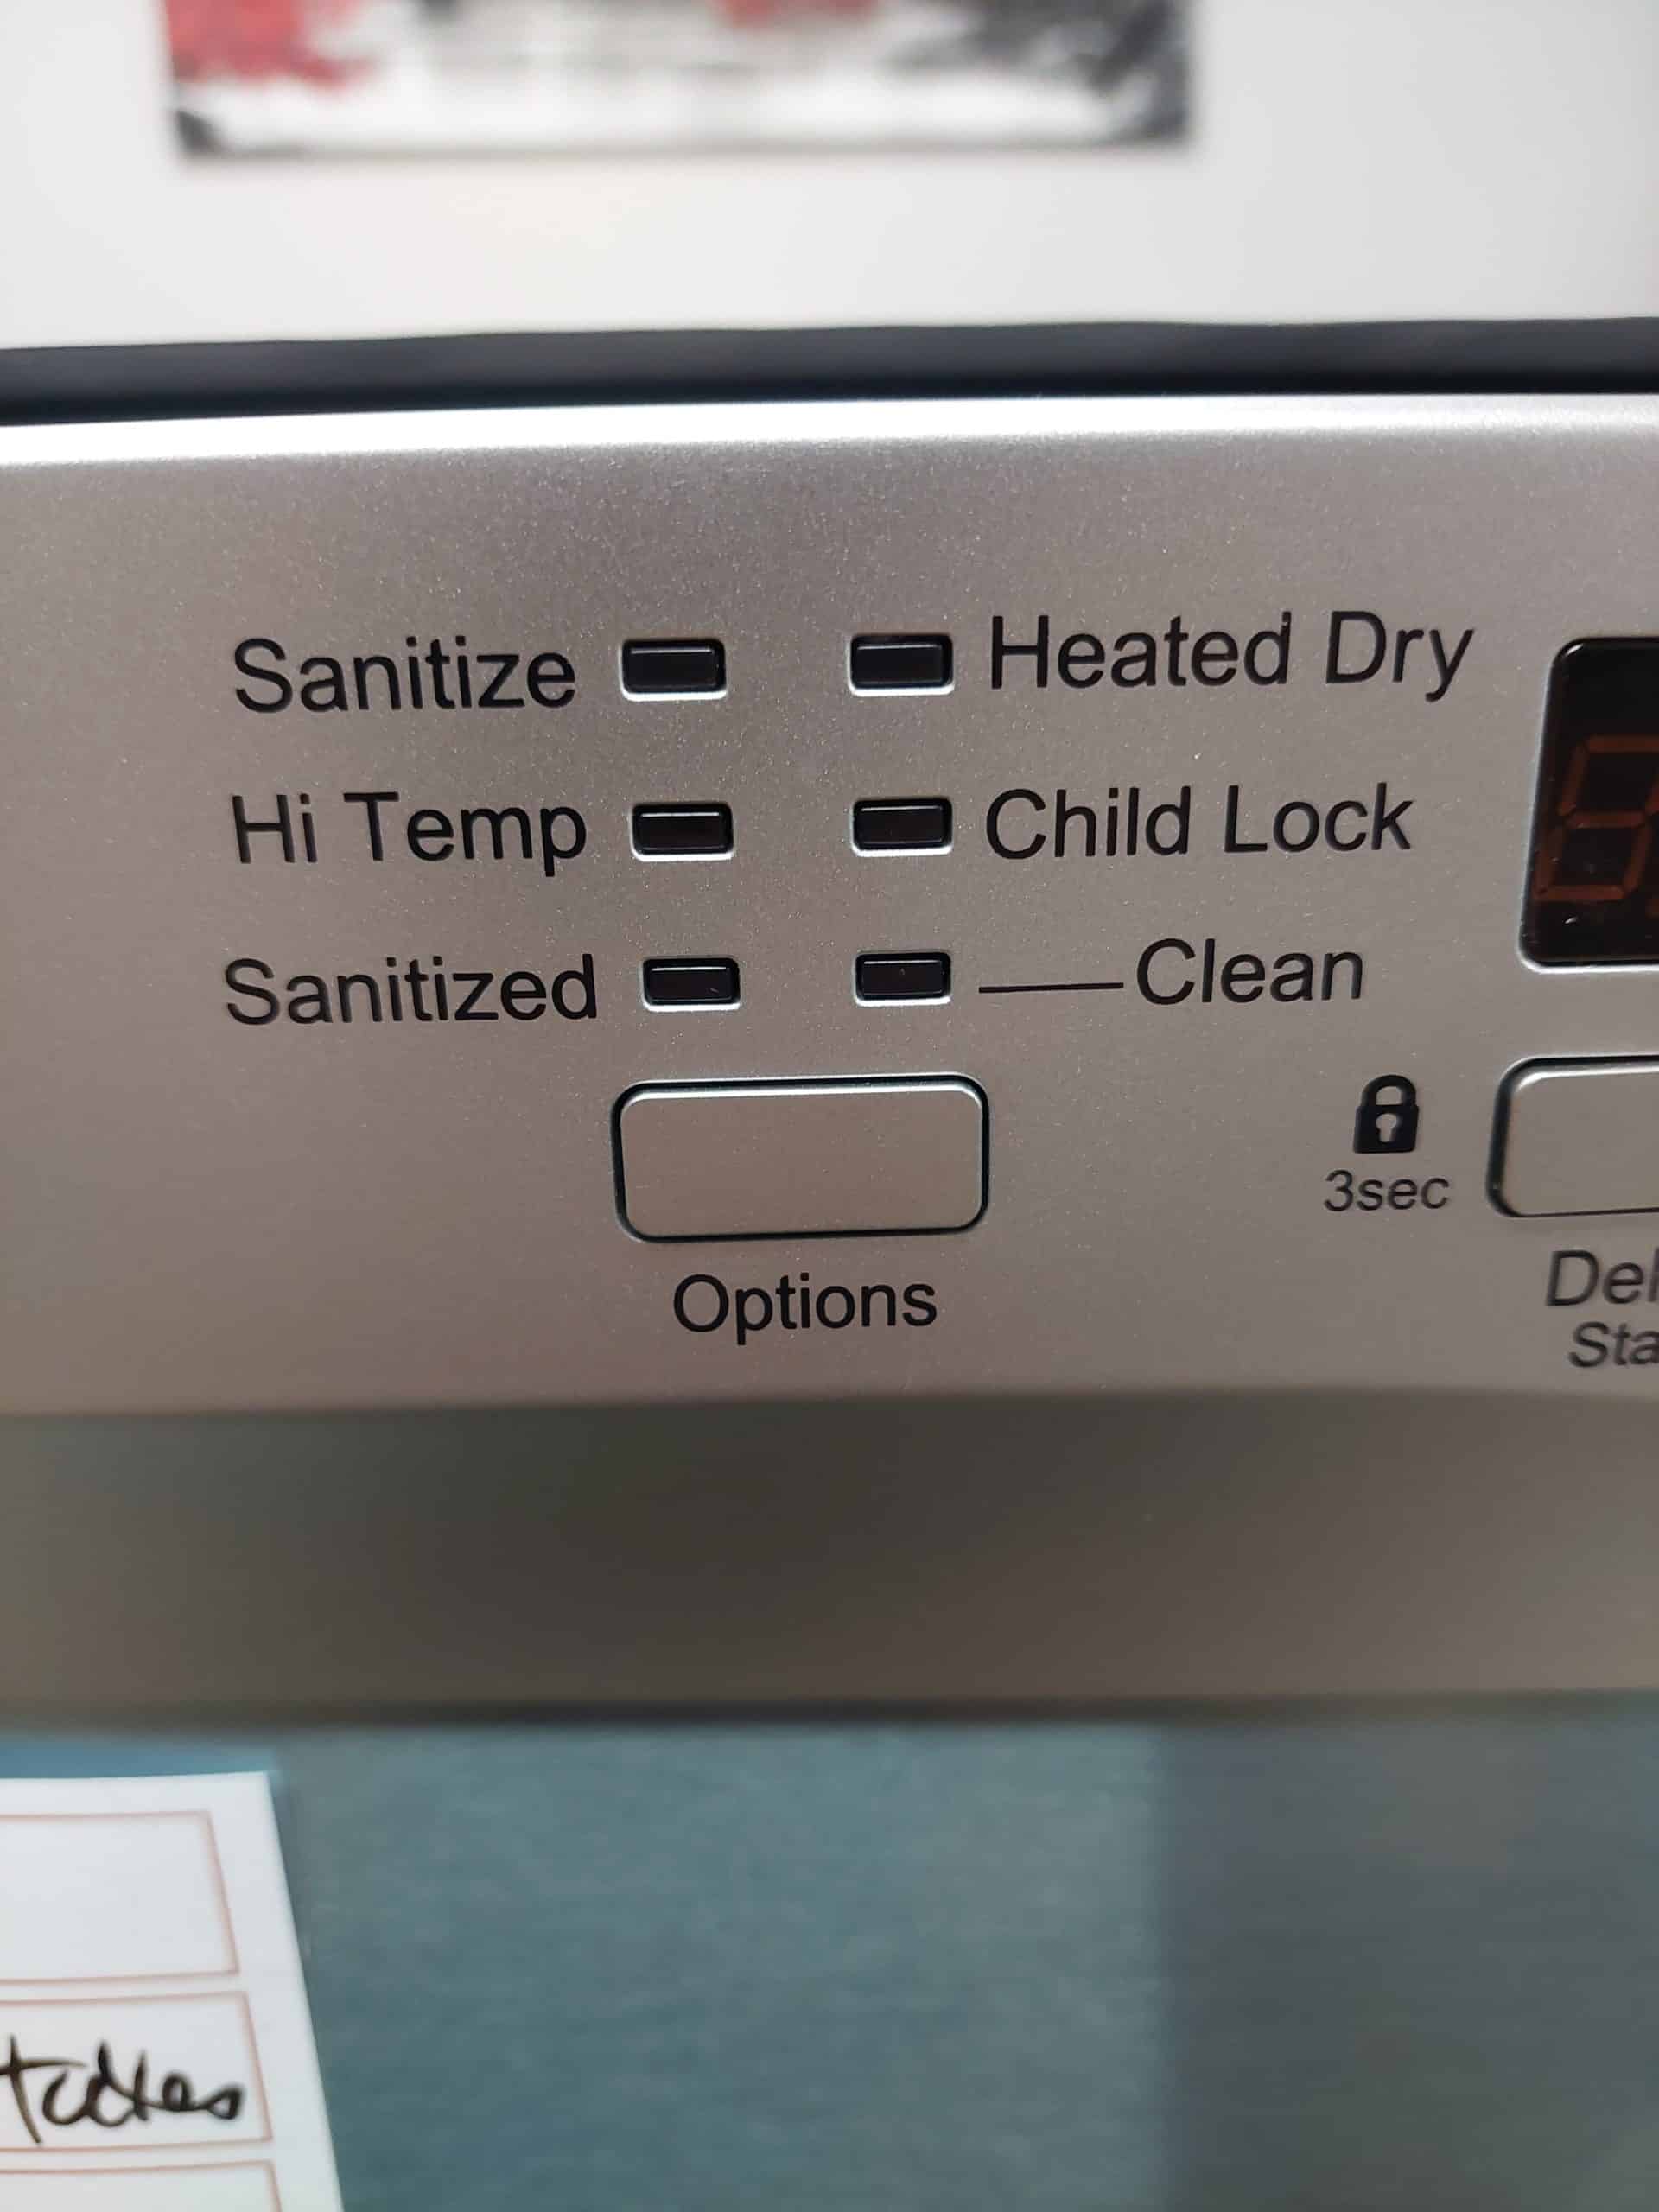 Sanitize Heated Dry
Hi Temp Child Lock
Sanitized Clean
3sec
Options